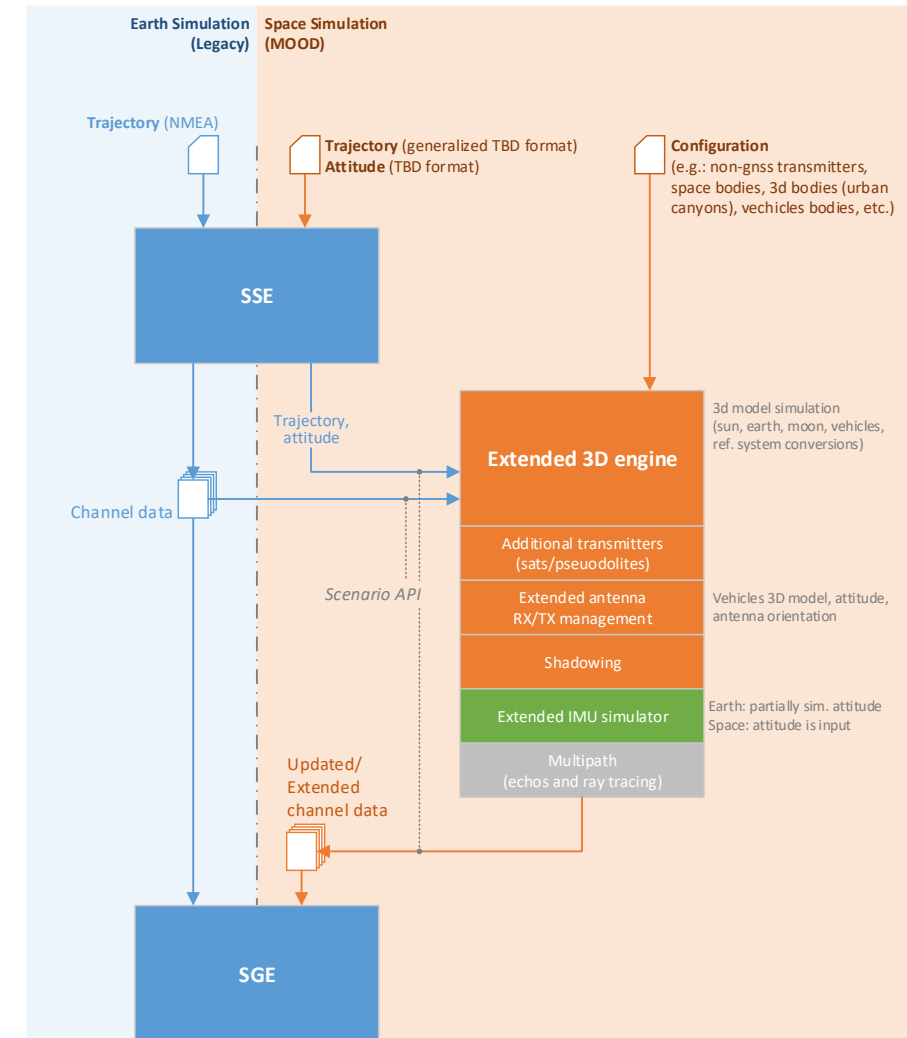 Earth Simulation
(Legacy)
Space Simulation
(MOOD)
Trajectory (NMEA)
Trajectory (generalized TBD format)
Attitude (TBD format)
Configuration
(e.g.: non-gnss transmitters,
space bodies, 3d bodies (urban
canyons), vechicles bodies, etc.)
SSE
Trajectory,
attitude
Extended 3D engine
3d model simulation
(sun, earth, moon, vehicles,
ref. system conversions)
Channel data
Additional transmitters
(sats/pseuodolites)
Scenario API
Extended antenna
RX/TX management
Vehicles 3D model, attitude,
antenna orientation
Shadowing
Extended IMU simulator
Earth: partially sim. attitude
Space: attitude is input
Multipath
(echos and ray tracing)
Updated/
Extended
channel data
SGE